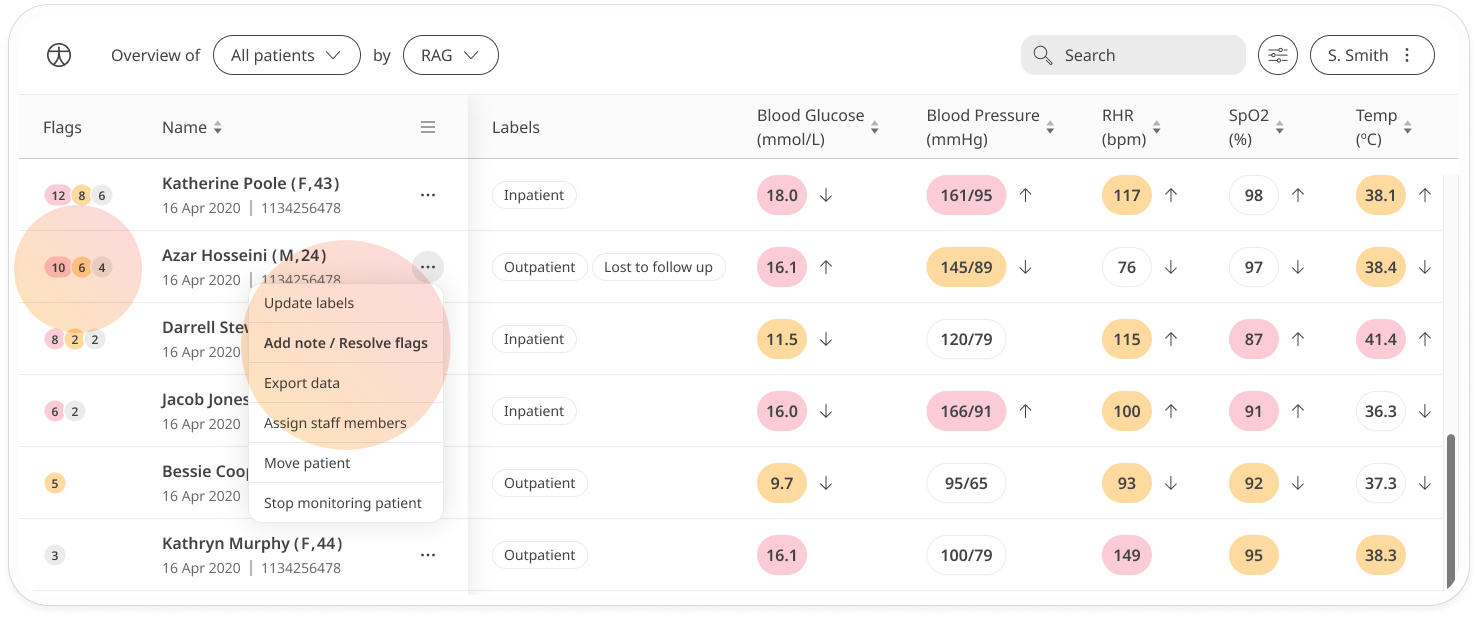 Overview of All patients by RAG Search S. Smith
Flags Name Labels Blood Glucose (mmol/L) Blood Pressure (mmHg) RHR (bpm) SpO2 (%) Temp (ºC)
12 8 6 Katherine Poole (F,43) Inpatient 18.0 ↓ 161/95 ↑ 117 ↑ 98 ↑ 38.1 ↑
16 Apr 2020 | 1134256478
10 6 4 Azar Hosseini (M,24) Outpatient Lost to follow up 16.1 ↑ 145/89 ↓ 76 ↓ 97 ↓ 38.4 ↓
16 Apr 2020 | 1134256478
Update labels
8 2 2 Darrell Inpatient 11.5 ↓ 120/79 115 ↑ 87 ↑ 41.4 ↑
16 Apr 2020
Add note / Resolve flags
Export data
6 2 Jacob Jones Inpatient 16.0 ↓ 166/91 ↑ 100 ↑ 91 ↑ 36.3 ↓
16 Apr 2020
Assign staff members
Move patient
5 Bessie Outpatient 9.7 ↓ 95/65 93 ↓ 92 ↓ 37.3 ↓
16 Apr 2020
Stop monitoring patient
3 Kathryn Murphy (F,44) Outpatient 16.1 100/79 149 95 38.3
16 Apr 2020 | 1134256478